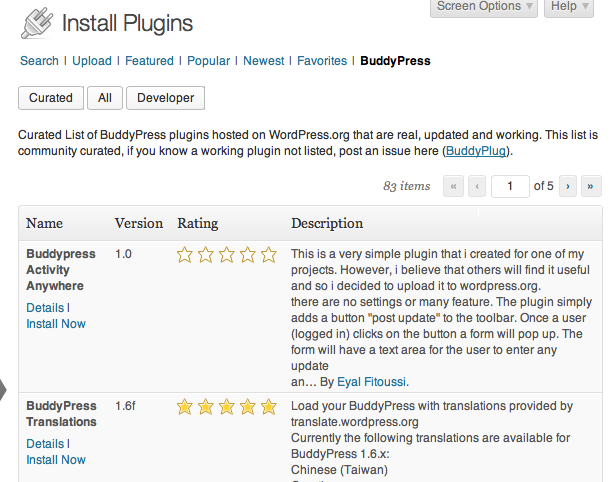 Install Plugins
Screen Options Help
Search | Upload | Featured | Popular | Newest | Favorites | BuddyPress
Curated All Developer
Curated List of BuddyPress plugins hosted on WordPress.org that are real, updated and working. This list is
community curated, if you know a working plugin not listed, post an issue here (BuddyPlug).
83 items « ‹ 1 of 5 › »
Name Version Rating Description
Buddypress
Activity
Anywhere
Details |
Install Now
1.0
This is a very simple plugin that i created for one of my
projects. However, i believe that others will find it useful
and so i decided to upload it to wordpress.org.
there are no settings or many feature. The plugin simply
adds a button "post update" to the toolbar. Once a user
(logged in) clicks on the button a form will pop up. The
form will have a text area for the user to enter any
update
an… By Eyal Fitoussi.
BuddyPress
Translations
Details |
Install Now
1.6f
Load your BuddyPress with translations provided by
translate.wordpress.org
Currently the following translations are available for
BuddyPress 1.6.x:
Chinese (Taiwan)